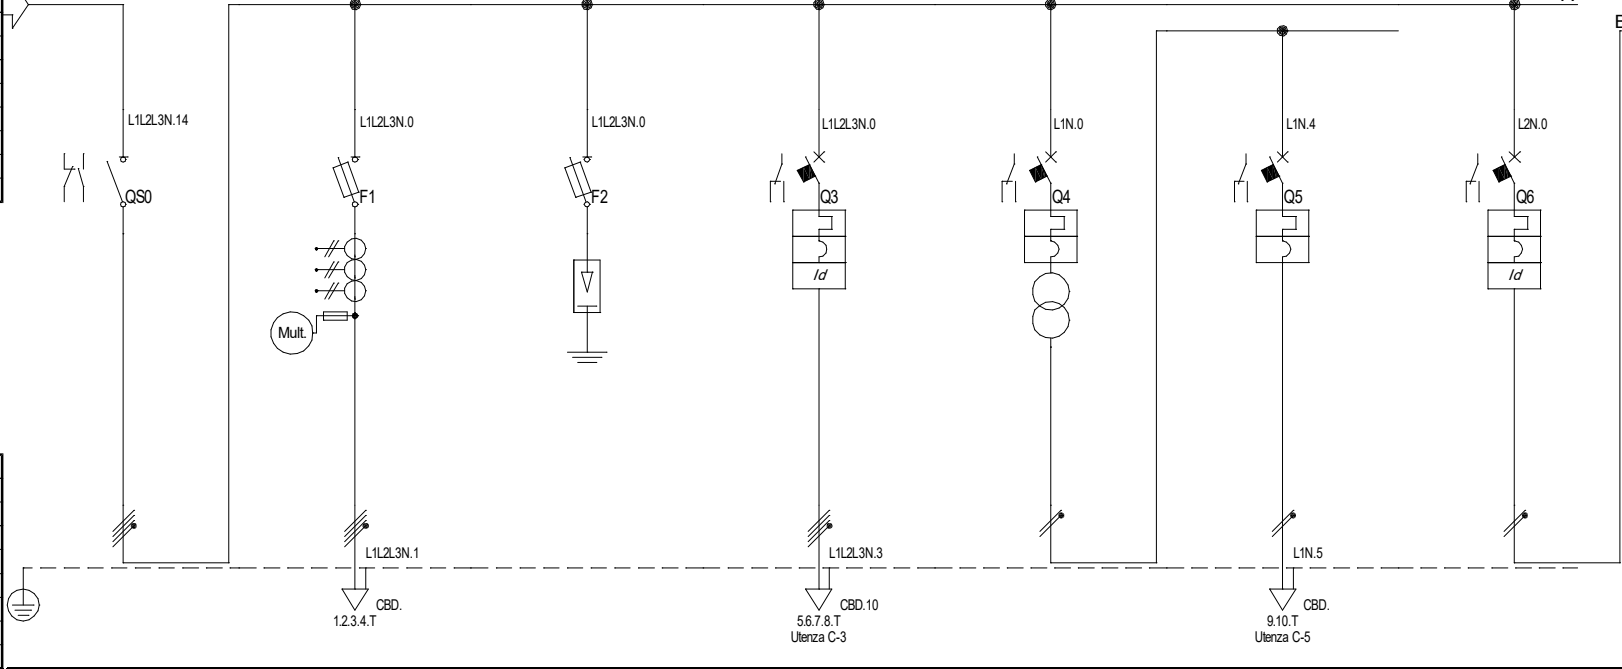 L1L2L3N.14
L1L2L3N.0
L1L2L3N.0
L1L2L3N.0
L1N.0
L1N.4
L2N.0
QS0
F1
F2
Q3
Q4
Q5
Q6
Id
Id
Mult.
L1L2L3N.1
L1L2L3N.3
L1N.5
CBD.
CBD.10
CBD.
1.2.3.4.T
5.6.7.8.T
9.10.T
Utenza C-3
Utenza C-5